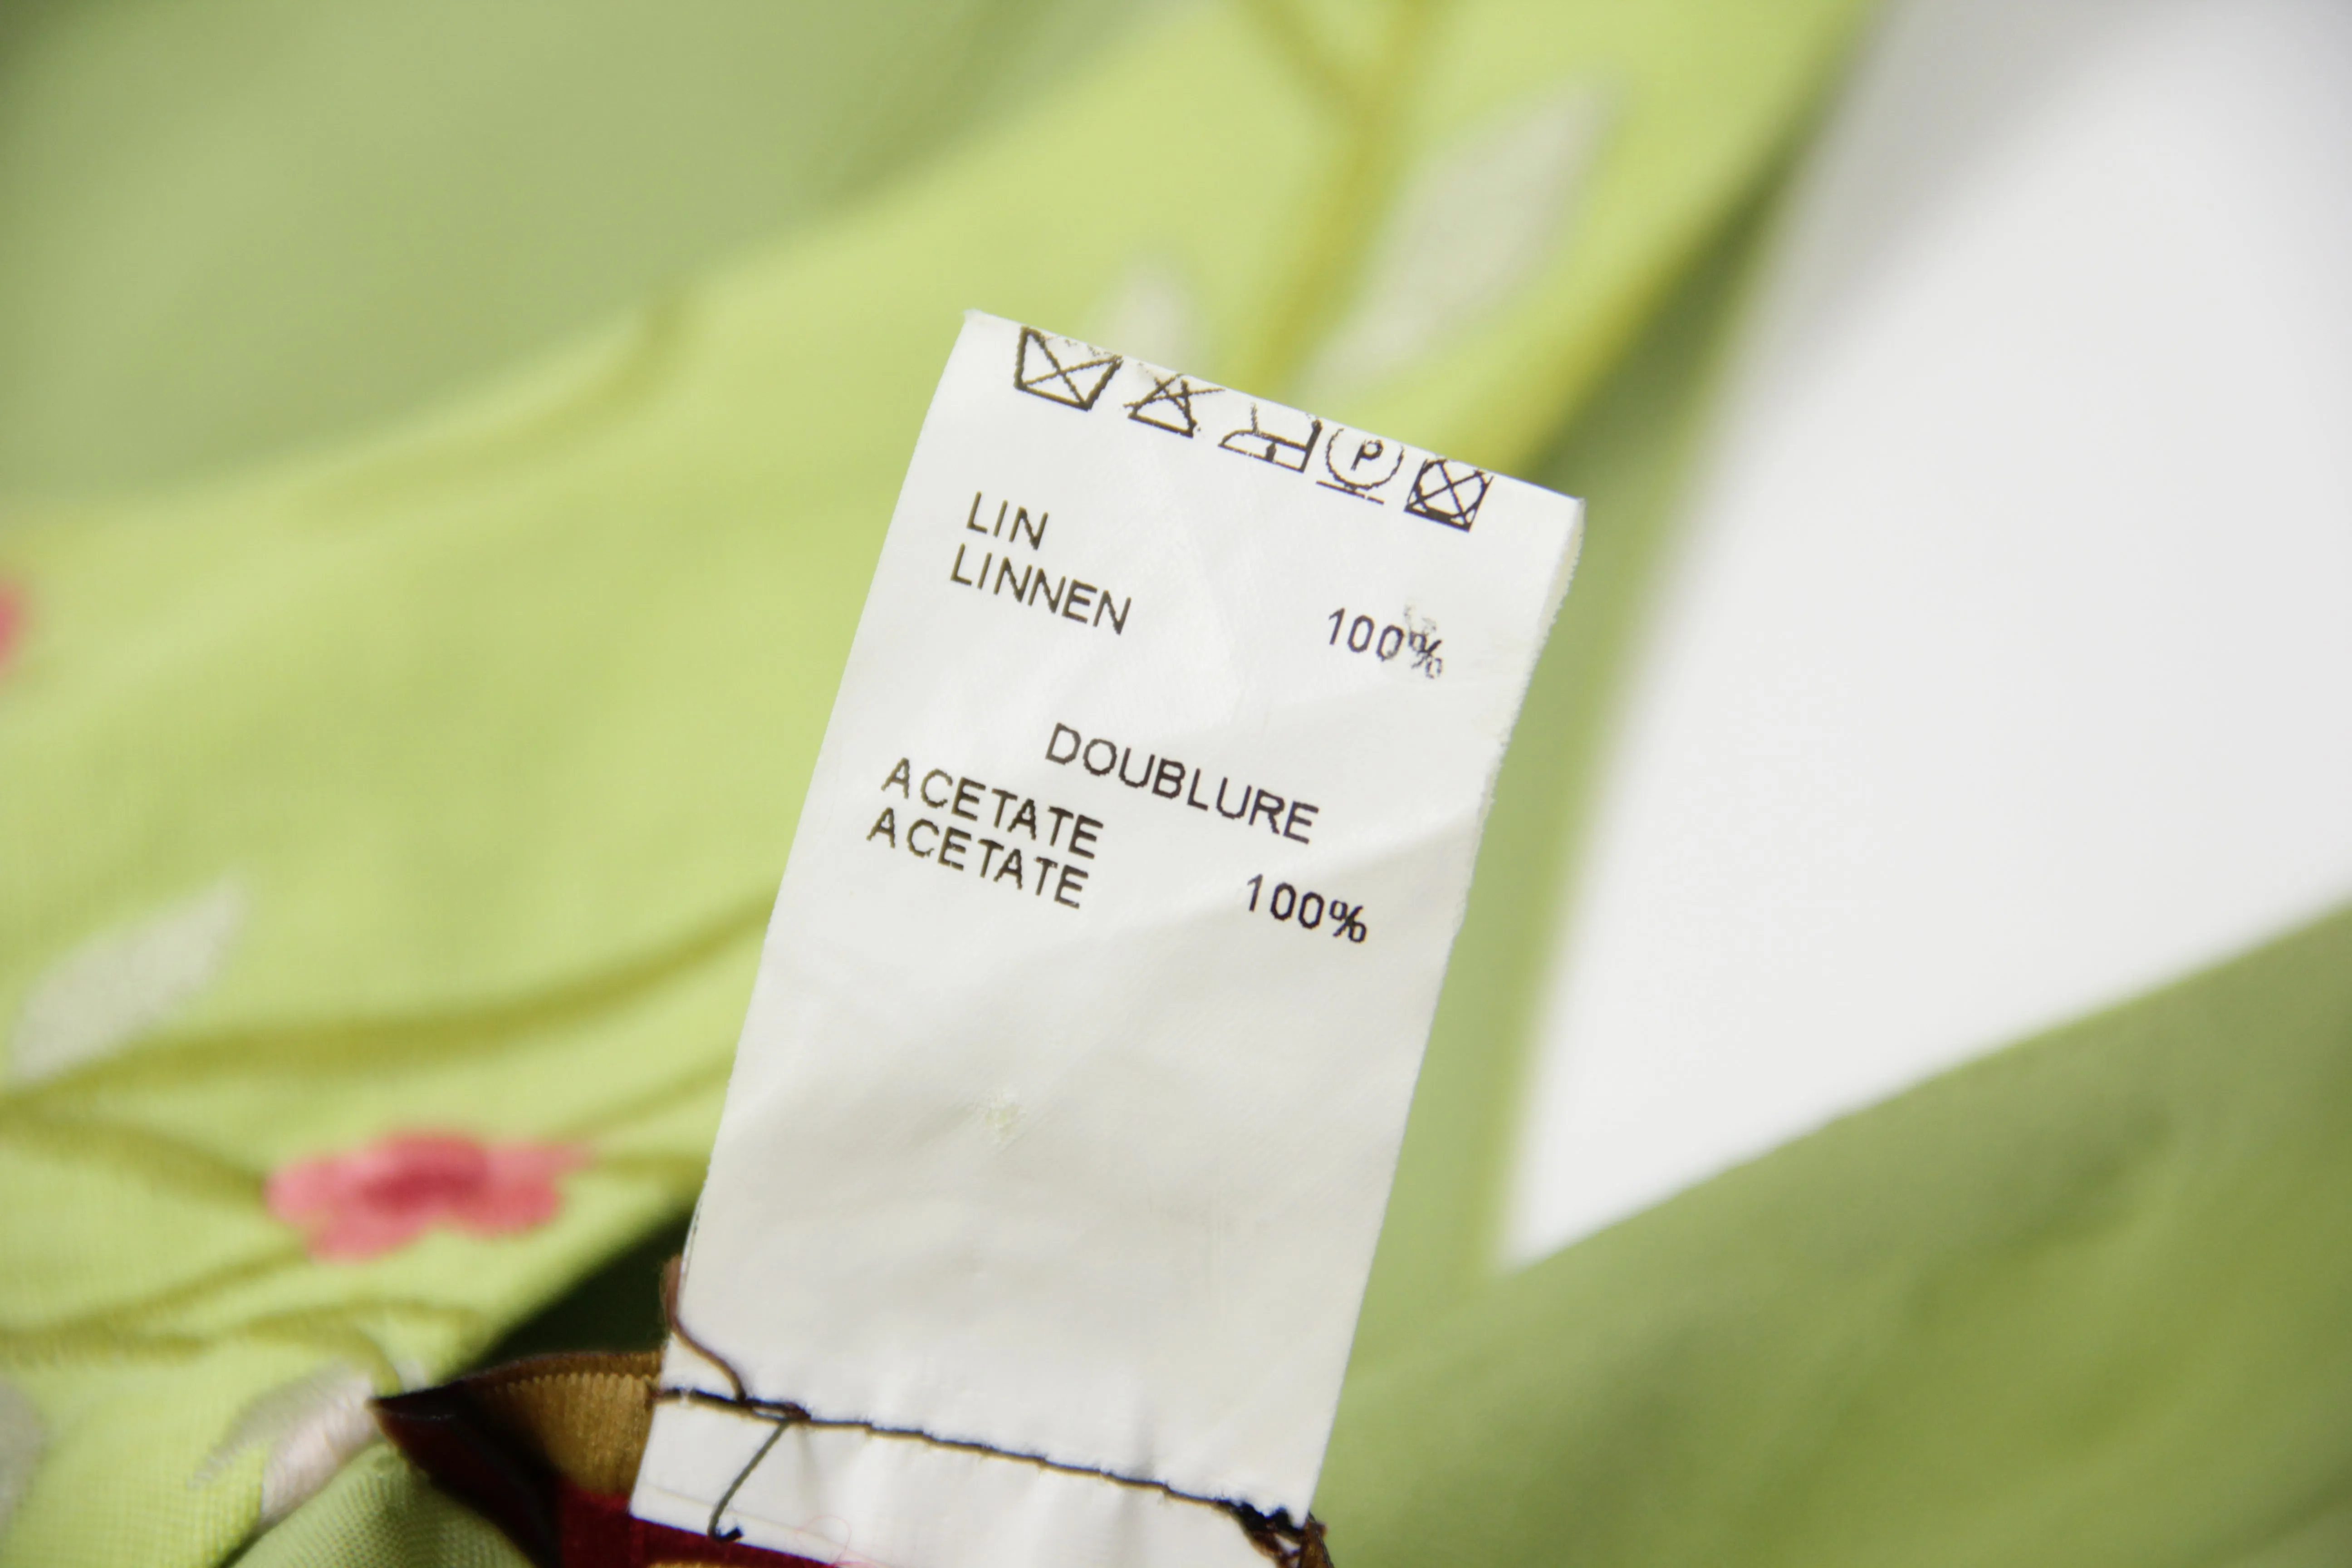 P
LIN
LINNEN 100%
DOUBLURE
ACETATE
ACETATE 100%